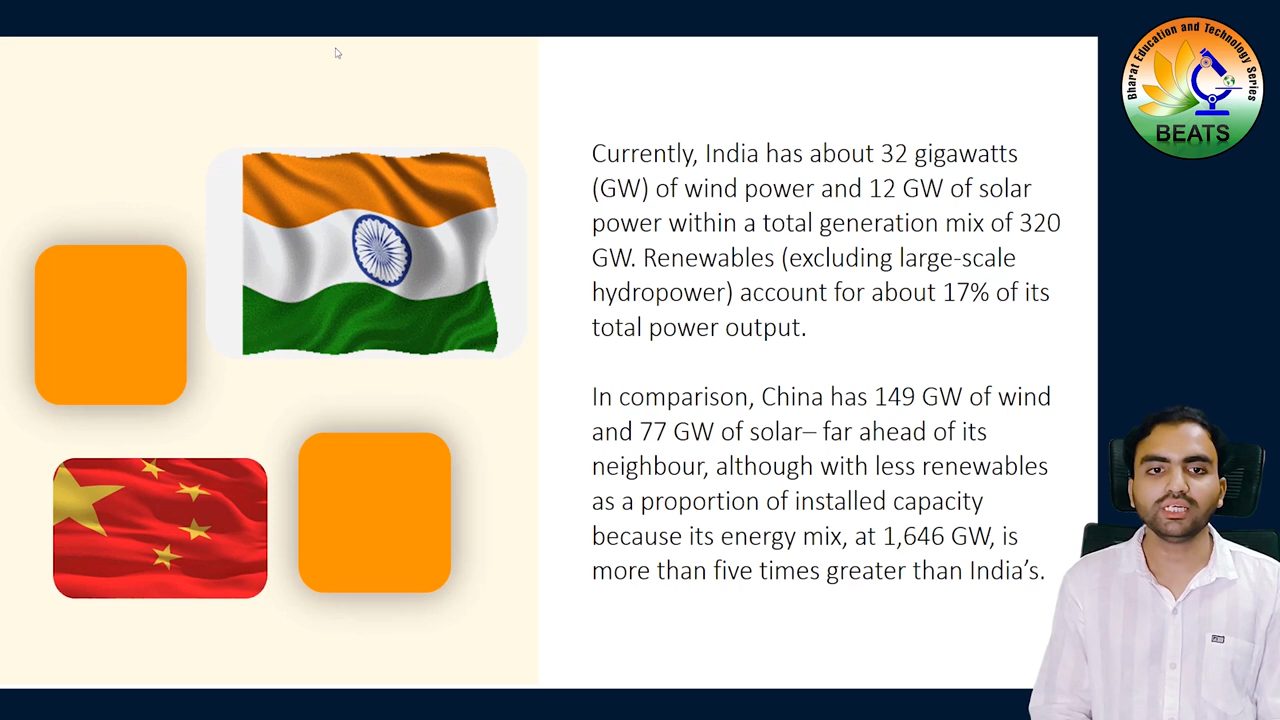 Currently, India has about 32 gigawatts
(GW) of wind power and 12 GW of solar
power within a total generation mix of 320
GW. Renewables (excluding large-scale
hydropower) account for about 17% of its
total power output.
In comparison, China has 149 GW of wind
and 77 GW of solar– far ahead of its
neighbour, although with less renewables
as a proportion of installed capacity
because its energy mix, at 1,646 GW, is
more than five times greater than India’s.
Bharat Education and Technology Series
BEATS